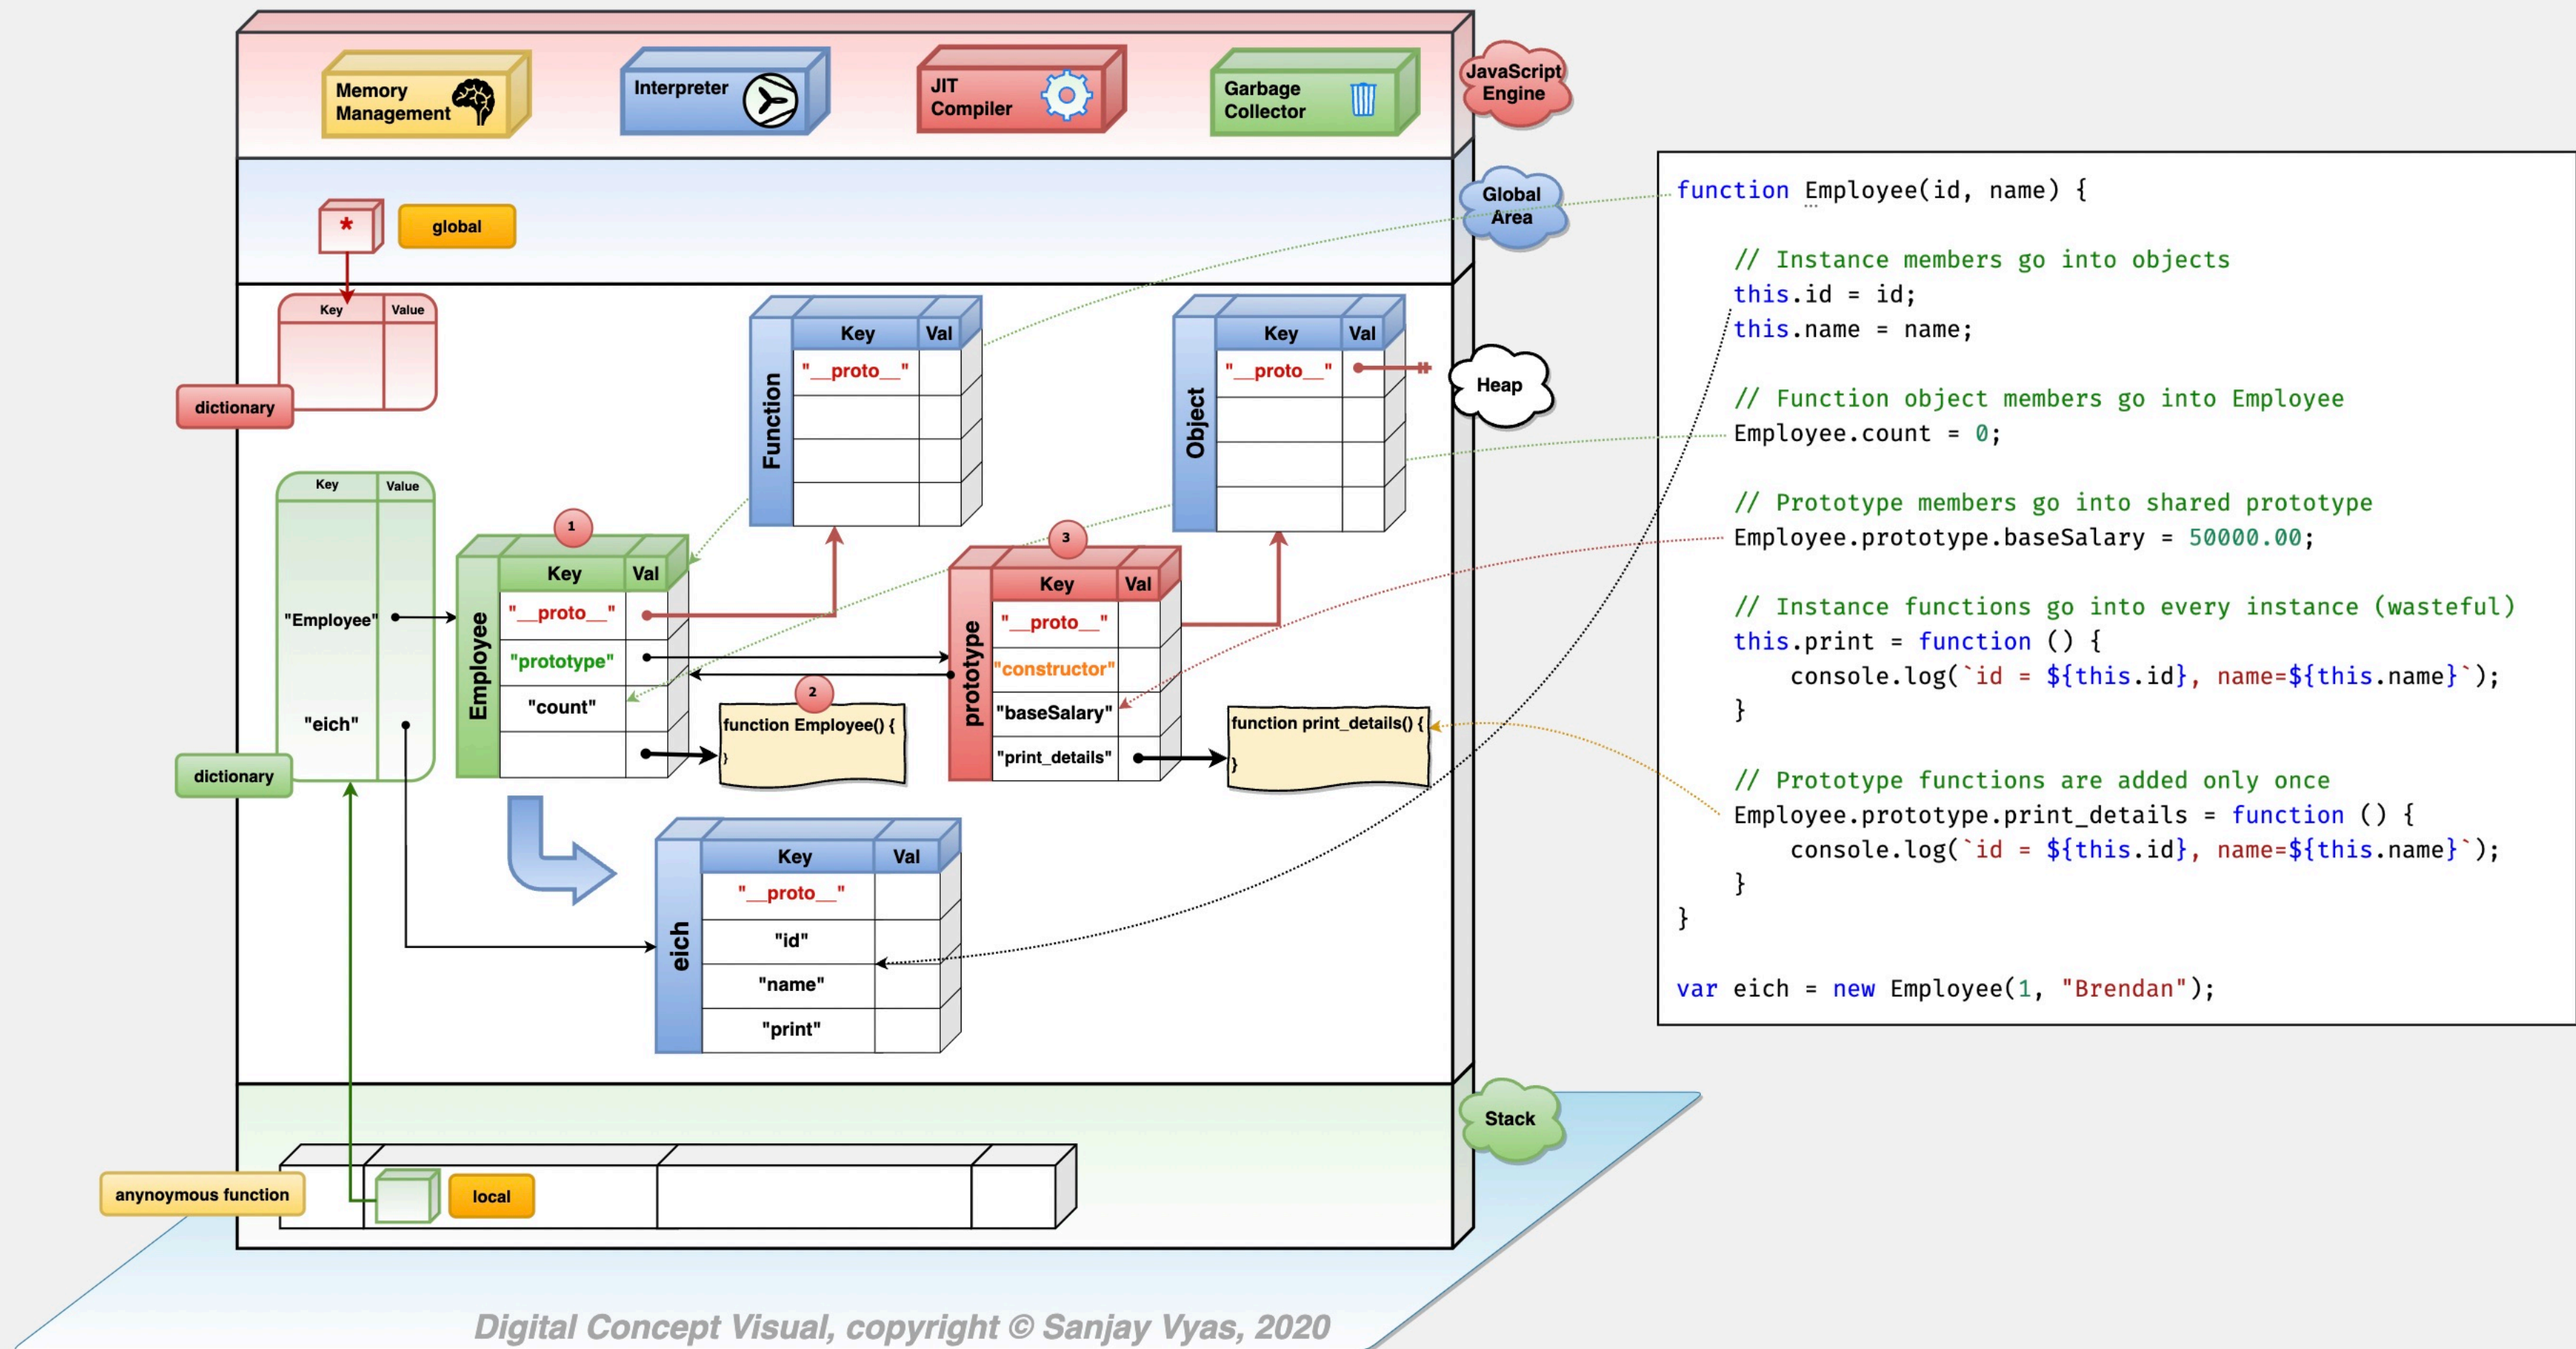 Memory
Management
Interpreter
JIT
Compiler
Garbage
Collector
JavaScript
Engine
*
global
Global
Area
Key Value
dictionary
Function
Key Val
"__proto__"
Object
Key Val
"__proto__"
Heap
Key Value
"Employee"
"eich"
dictionary
1
Employee
Key Val
"__proto__"
"prototype"
"count"
2
function Employee() {
}
3
prototype
Key Val
"__proto__"
"constructor"
"baseSalary"
"print_details"
function print_details() {
}
eich
Key Val
"__proto__"
"id"
"name"
"print"
Stack
anynoymous function
local
function Employee(id, name) {
// Instance members go into objects
this.id = id;
this.name = name;
// Function object members go into Employee
Employee.count = 0;
// Prototype members go into shared prototype
Employee.prototype.baseSalary = 50000.00;
// Instance functions go into every instance (wasteful)
this.print = function () {
console.log(`id = ${this.id}, name=${this.name}`);
}
// Prototype functions are added only once
Employee.prototype.print_details = function () {
console.log(`id = ${this.id}, name=${this.name}`);
}
}
var eich = new Employee(1, "Brendan");
Digital Concept Visual, copyright © Sanjay Vyas, 2020